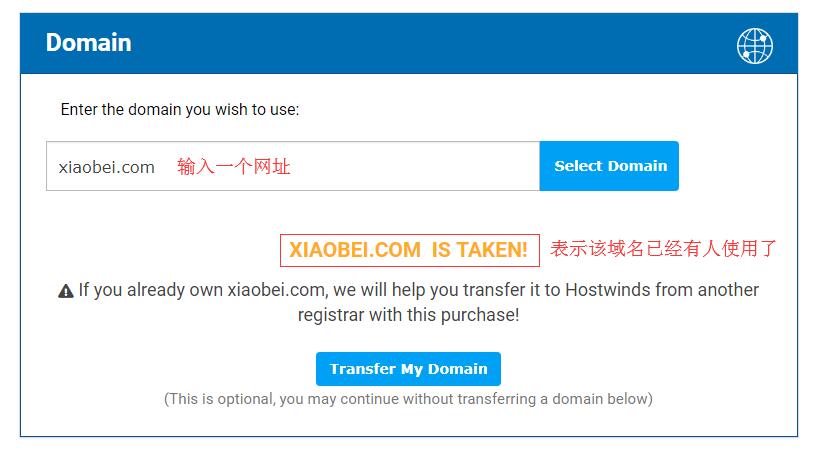 Domain
Enter the domain you wish to use:
xiaobei.com 输入一个网址 Select Domain
XIAOBEI.COM IS TAKEN! 表示该域名已经有人使用了
If you already own xiaobei.com, we will help you transfer it to Hostwinds from another
registrar with this purchase!
Transfer My Domain
(This is optional, you may continue without transferring a domain below)